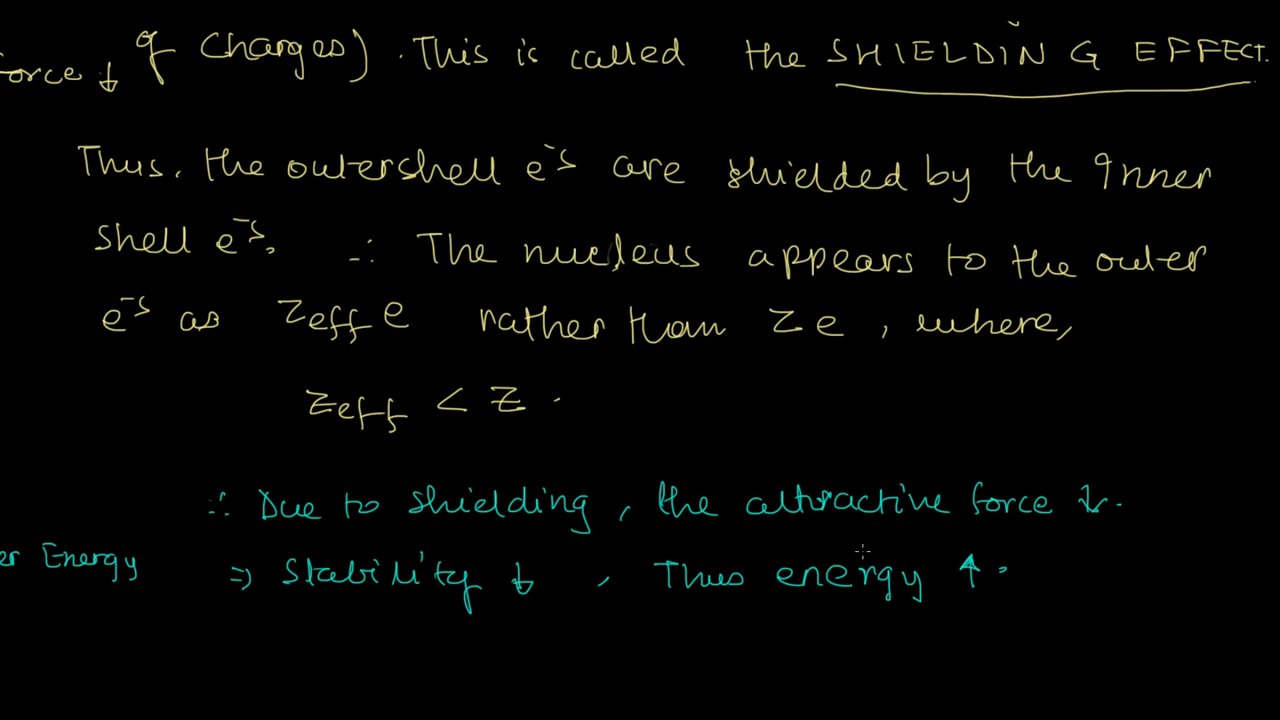 force ↓ of charges). This is called the SHIELDING EFFECT.
Thus, the outershell e⁻s are shielded by the inner
shell e⁻s. ∴ The nucleus appears to the outer
e⁻s as Zeff e rather than Ze, where,
Zeff < Z.
∴ Due to shielding, the attractive force ↓.
Energy ⇒ Stability ↓, Thus energy ↑.